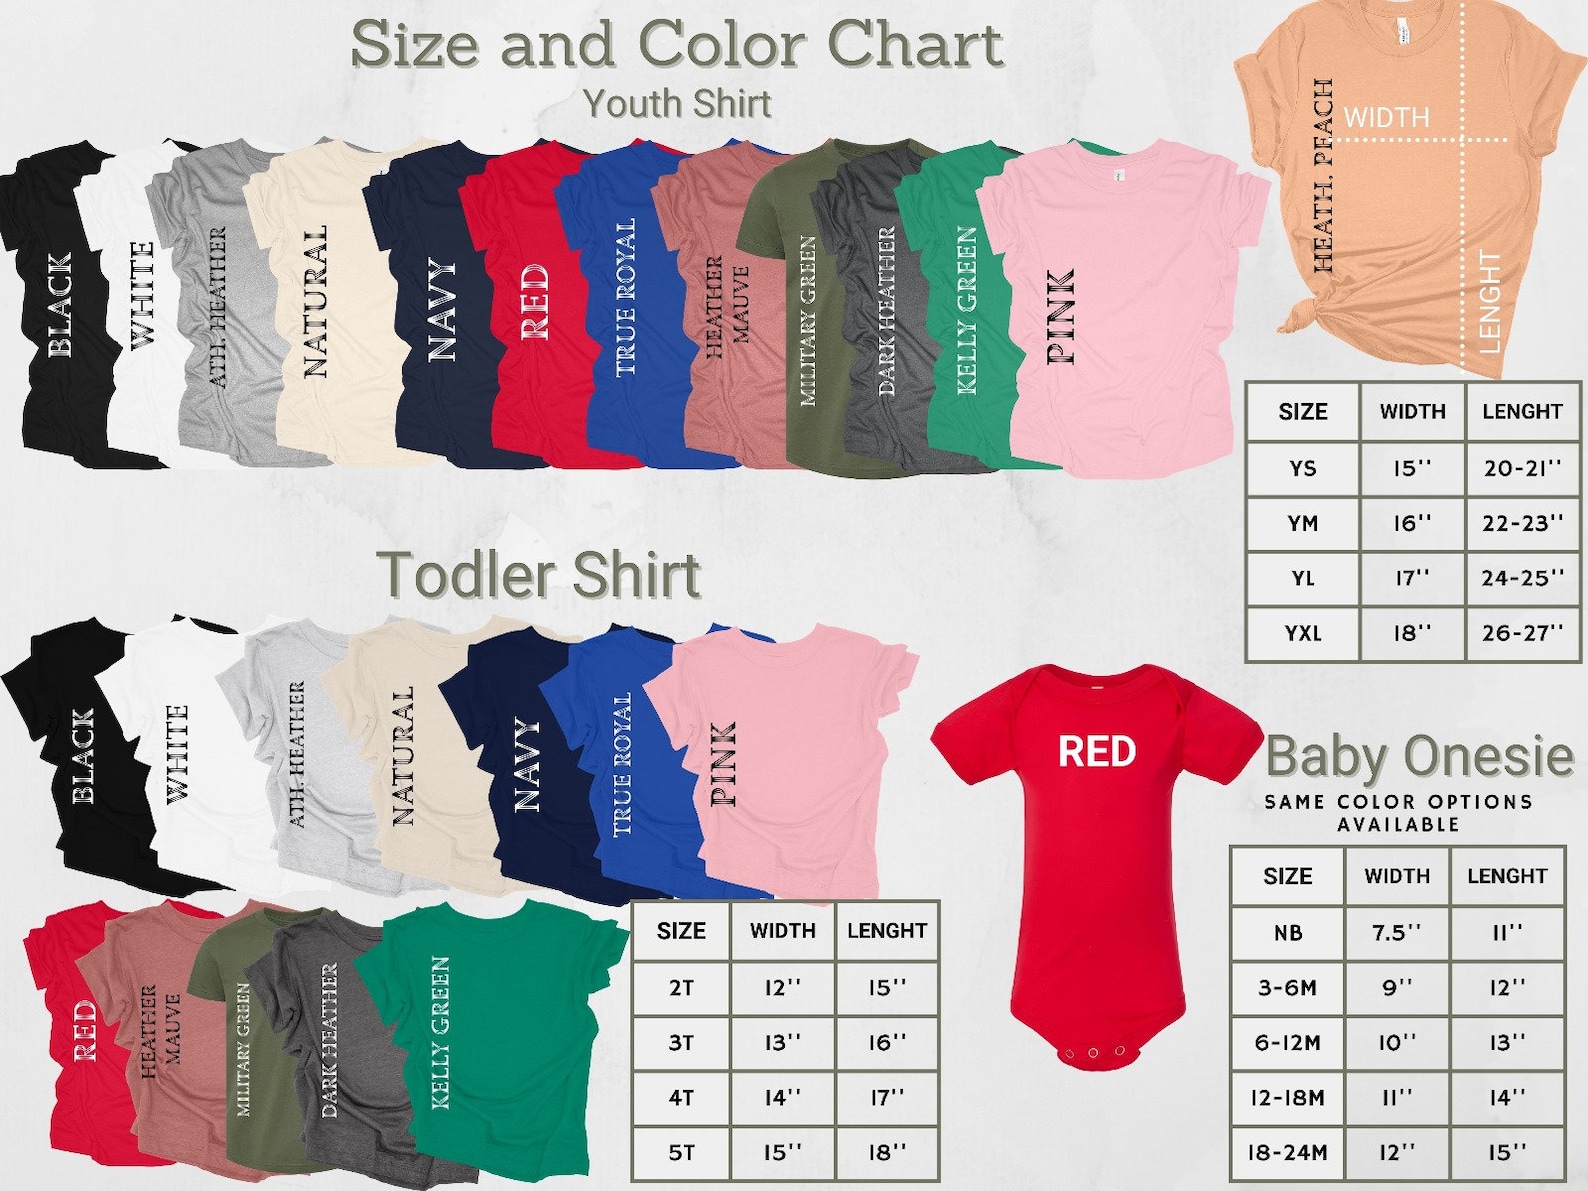 Size and Color Chart
Youth Shirt
BLACK
WHITE
ATH. HEATHER
NATURAL
NAVY
RED
TRUE ROYAL
HEATHER
MAUVE
MILITARY GREEN
DARK HEATHER
KELLY GREEN
PINK
HEATH. PEACH
WIDTH
LENGHT
SIZE WIDTH LENGHT
YS 15'' 20-21''
YM 16'' 22-23''
YL 17'' 24-25''
YXL 18'' 26-27''
Todler Shirt
BLACK
WHITE
ATH. HEATHER
NATURAL
NAVY
TRUE ROYAL
PINK
RED
HEATHER
MAUVE
MILITARY GREEN
DARK HEATHER
KELLY GREEN
SIZE WIDTH LENGHT
2T 12'' 15''
3T 13'' 16''
4T 14'' 17''
5T 15'' 18''
RED
Baby Onesie
SAME COLOR OPTIONS
AVAILABLE
SIZE WIDTH LENGHT
NB 7.5'' 11''
3-6M 9'' 12''
6-12M 10'' 13''
12-18M 11'' 14''
18-24M 12'' 15''